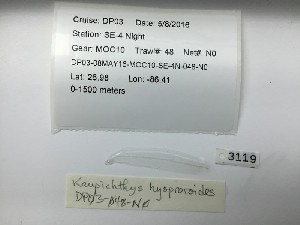 Cruise: DP03 Date: 5/8/2016
Station: SE-4 Night
Gear: MOC10 Trawl#: 48 Net#: N0
DP03-08MAY16-MOC10-SE-4N-048-N0
Lat: 26.98 Lon: -86.41
0-1500 meters
3119
Kaupichthys hyoproroides
DP03-048-N0